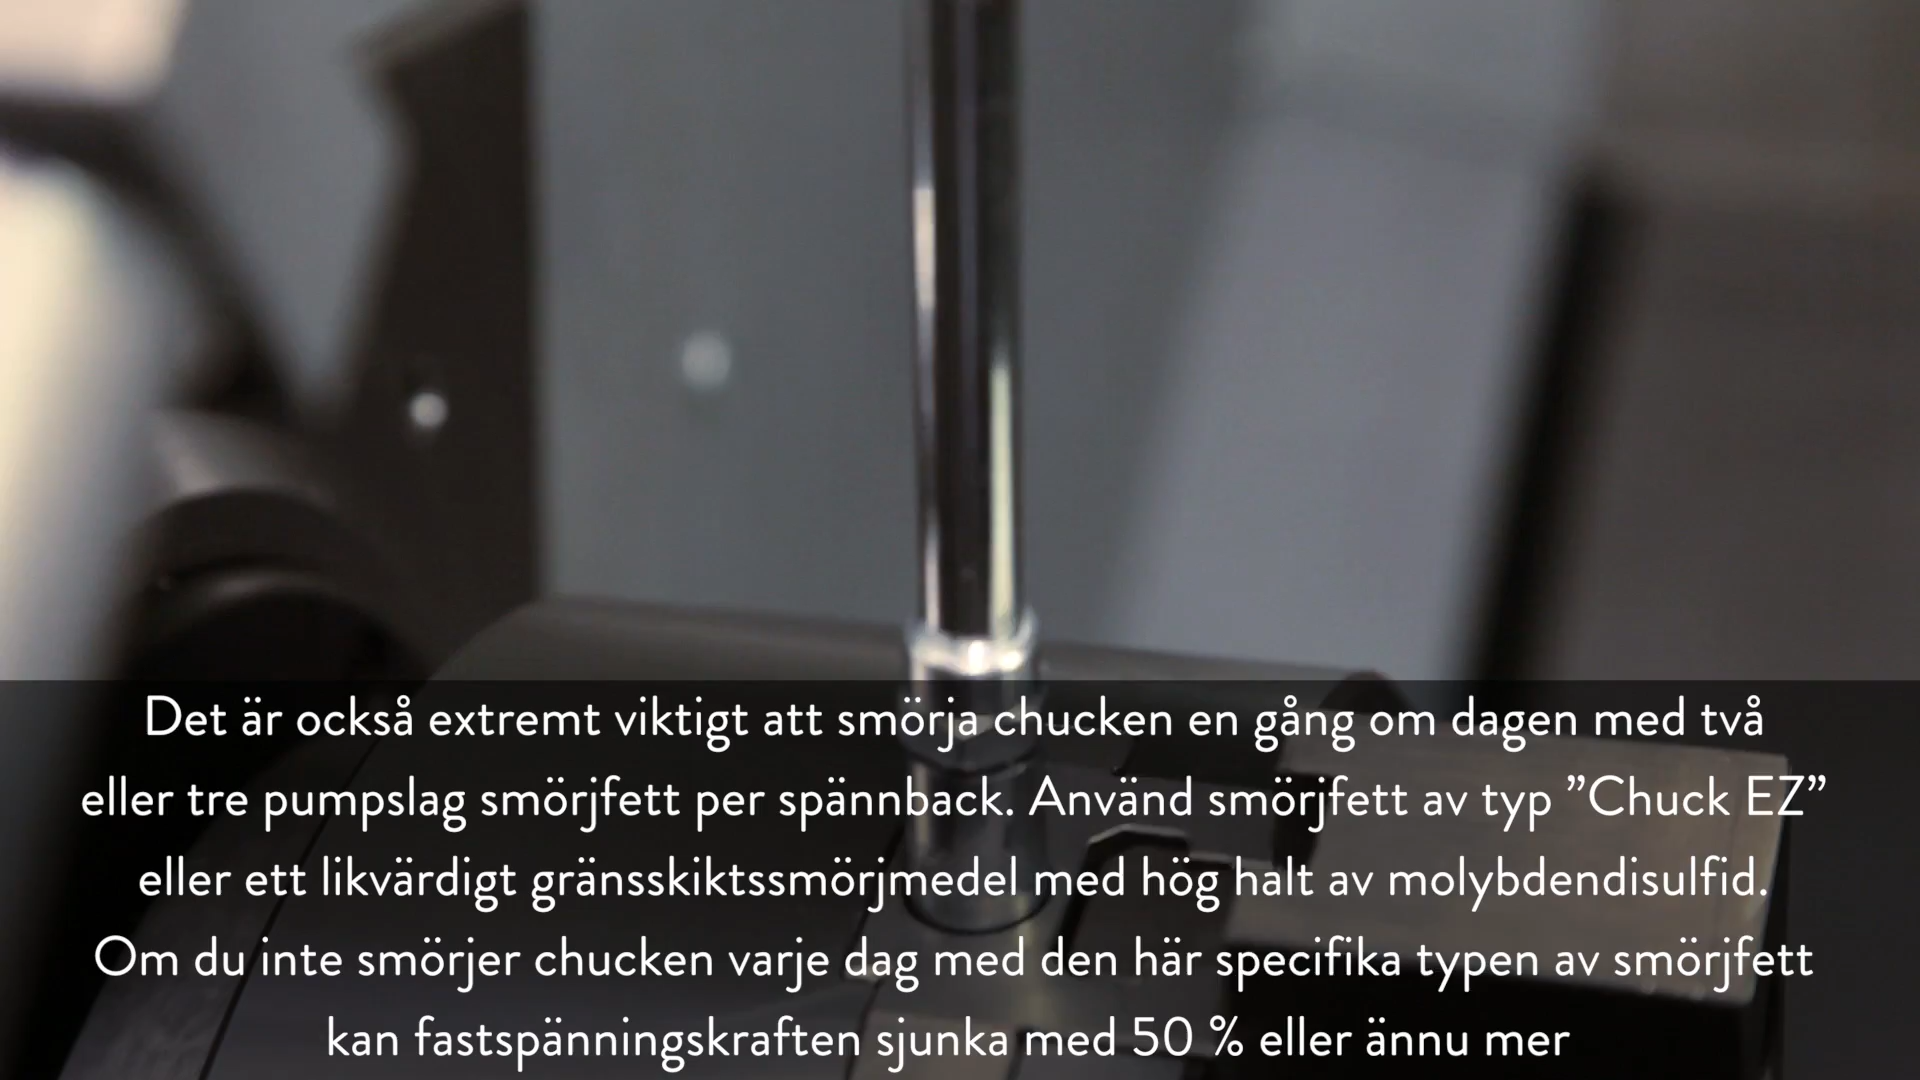 Det är också extremt viktigt att smörja chucken en gång om dagen med två
eller tre pumpslag smörjfett per spännback. Använd smörjfett av typ ”Chuck EZ”
eller ett likvärdigt gränsskiktssmörjmedel med hög halt av molybdendisulfid.
Om du inte smörjer chucken varje dag med den här specifika typen av smörjfett
kan fastspänningskraften sjunka med 50 % eller ännu mer